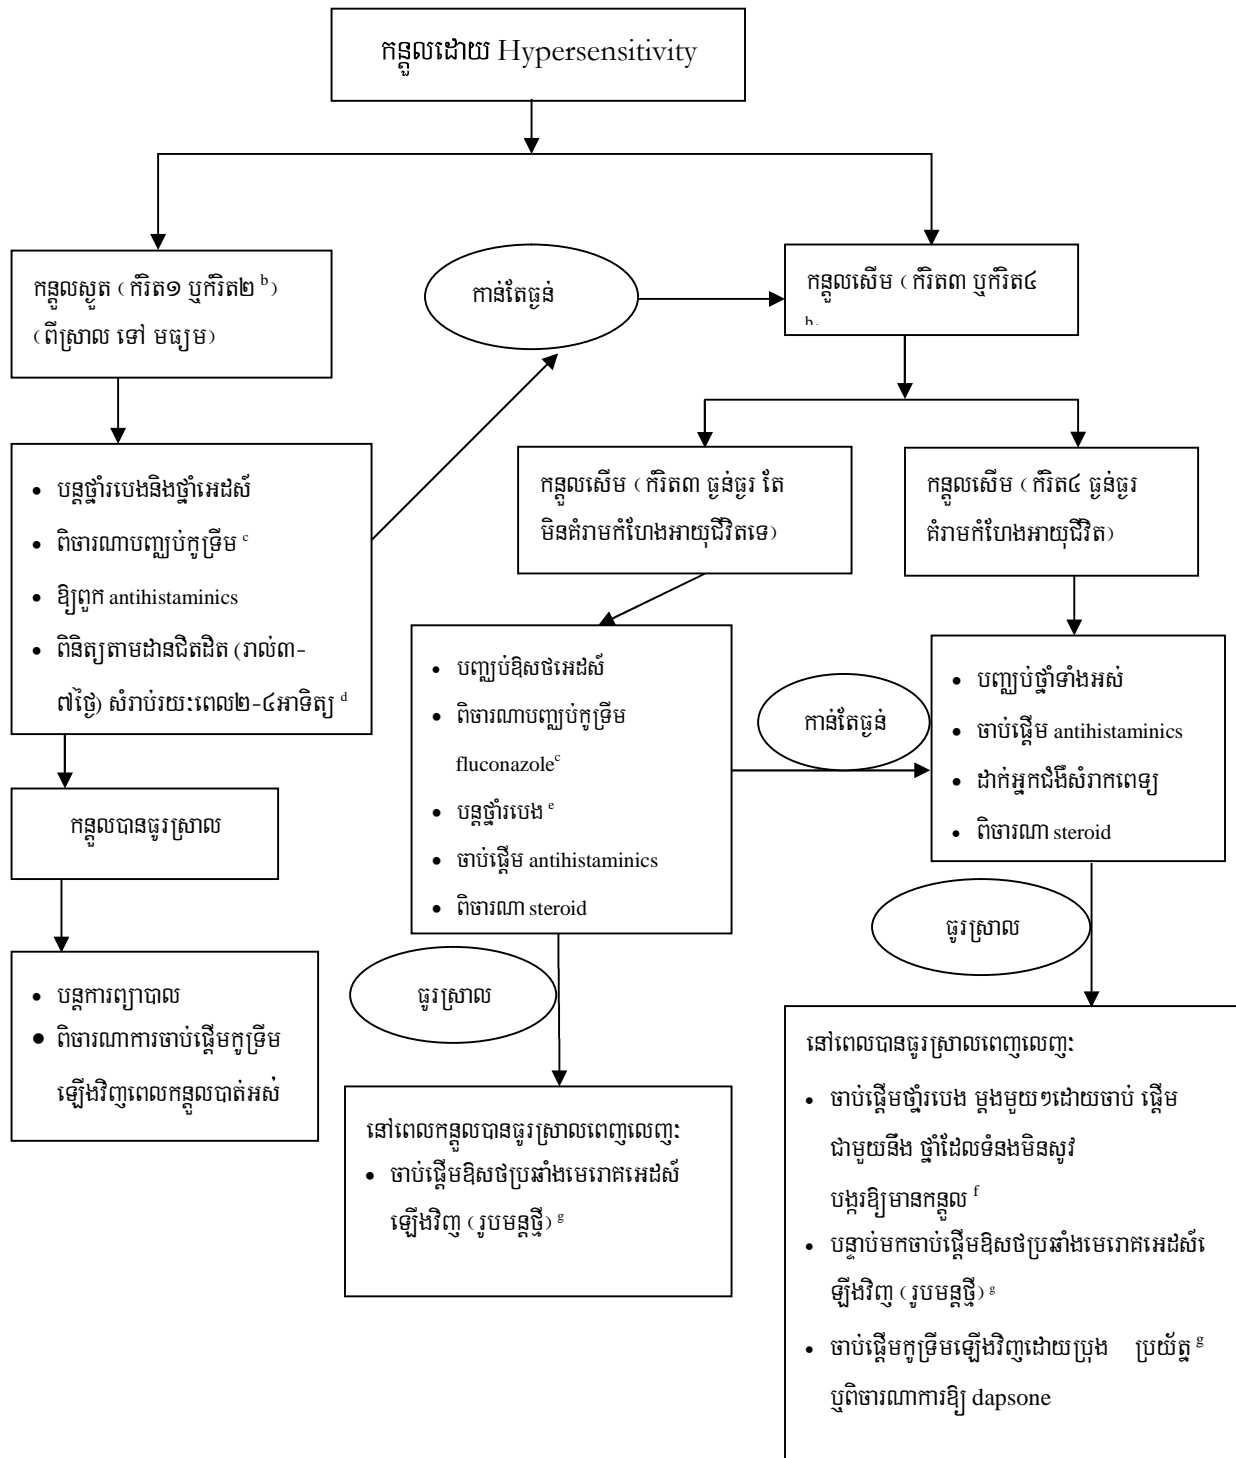 កន្តួលដោយ Hypersensitivity
កន្តួលស្ងួត (កំរិត១ ឬកំរិត២ b)
(ពីស្រាល ទៅ មធ្យម)
កាន់តែធ្ងន់
កន្តួលសើម (កំរិត៣ ឬកំរិត៤
b.
• បន្តថ្នាំរបេងនិងថ្នាំអេដស៍
• ពិចារណាបញ្ឈប់កូទ្រីម c
• ឱ្យពួក antihistaminics
• ពិនិត្យតាមដានជិតដិត (រាល់៣-
៧ថ្ងៃ) សំរាប់រយៈពេល២-៤អាទិត្យ d
កន្តួលសើម (កំរិត៣ ធ្ងន់ធ្ងរ តែ
មិនគំរាមកំហែងអាយុជីវិតទេ)
កន្តួលសើម (កំរិត៤ ធ្ងន់ធ្ងរ
គំរាមកំហែងអាយុជីវិត)
• បញ្ឈប់ឱសថអេដស៍
• ពិចារណាបញ្ឈប់កូទ្រីម
fluconazole c
• បន្តថ្នាំរបេង e
• ចាប់ផ្តើម antihistaminics
• ពិចារណា steroid
កាន់តែធ្ងន់
• បញ្ឈប់ថ្នាំទាំងអស់
• ចាប់ផ្តើម antihistaminics
• ដាក់អ្នកជំងឺសំរាកពេទ្យ
• ពិចារណា steroid
កន្តួលបានធូរស្រាល
ធូរស្រាល
ធូរស្រាល
• បន្តការព្យាបាល
• ពិចារណាការចាប់ផ្តើមកូទ្រីម
ឡើងវិញពេលកន្តួលបាត់អស់
នៅពេលកន្តួលបានធូរស្រាលពេញលេញ:
• ចាប់ផ្តើមឱសថប្រឆាំងមេរោគអេដស៍
ឡើងវិញ (រូបមន្តថ្មី) g
នៅពេលបានធូរស្រាលពេញលេញ:
• ចាប់ផ្តើមថ្នាំរបេង ម្តងមួយៗដោយចាប់ ផ្តើម
ជាមួយនឹង ថ្នាំដែលទំនងមិនសូវ
បង្ករឱ្យមានកន្តួល f
• បន្ទាប់មកចាប់ផ្តើមឱសថប្រឆាំងមេរោគអេដស៍េ
ឡើងវិញ (រូបមន្តថ្មី) g
• ចាប់ផ្តើមកូទ្រីមឡើងវិញដោយប្រុង ប្រយ័ត្ន g
ឬពិចារណាការឱ្យ dapsone